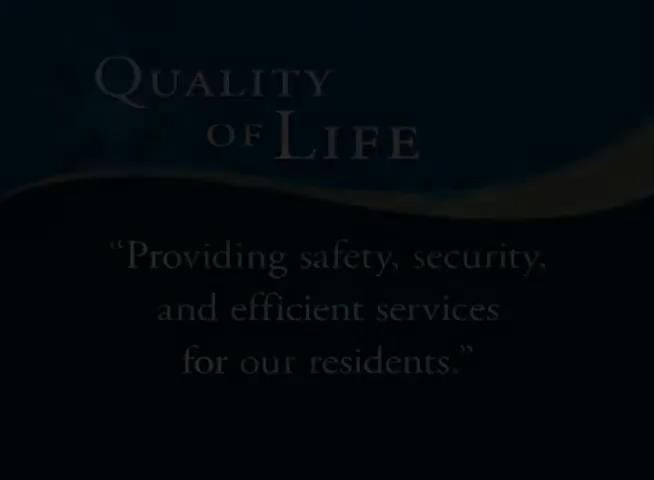 QUALITY
OF LIFE
“Providing safety, security,
and efficient services
for our residents.”